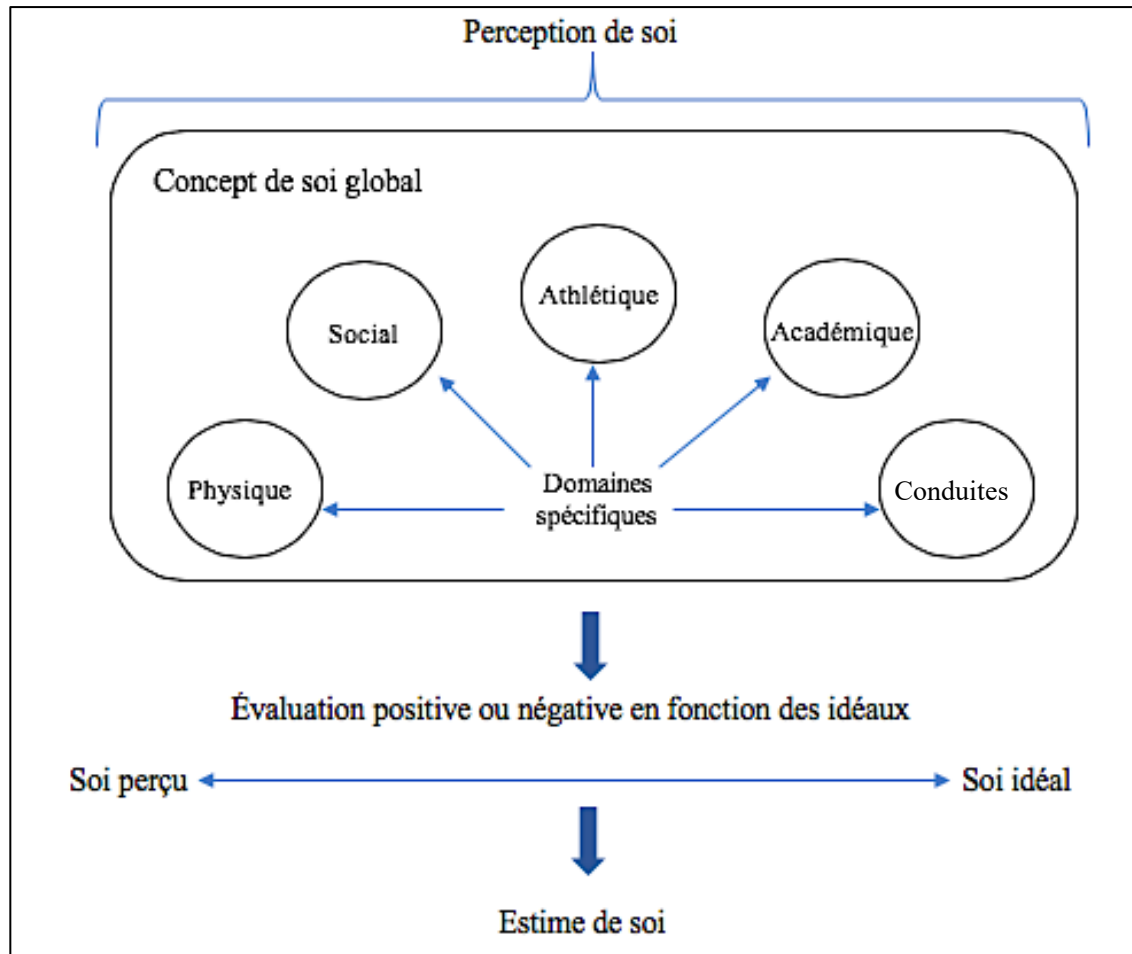 Perception de soi
Concept de soi global
Athlétique
Social
Académique
Physique
Domaines
spécifiques
Conduites
Évaluation positive ou négative en fonction des idéaux
Soi perçu
Soi idéal
Estime de soi